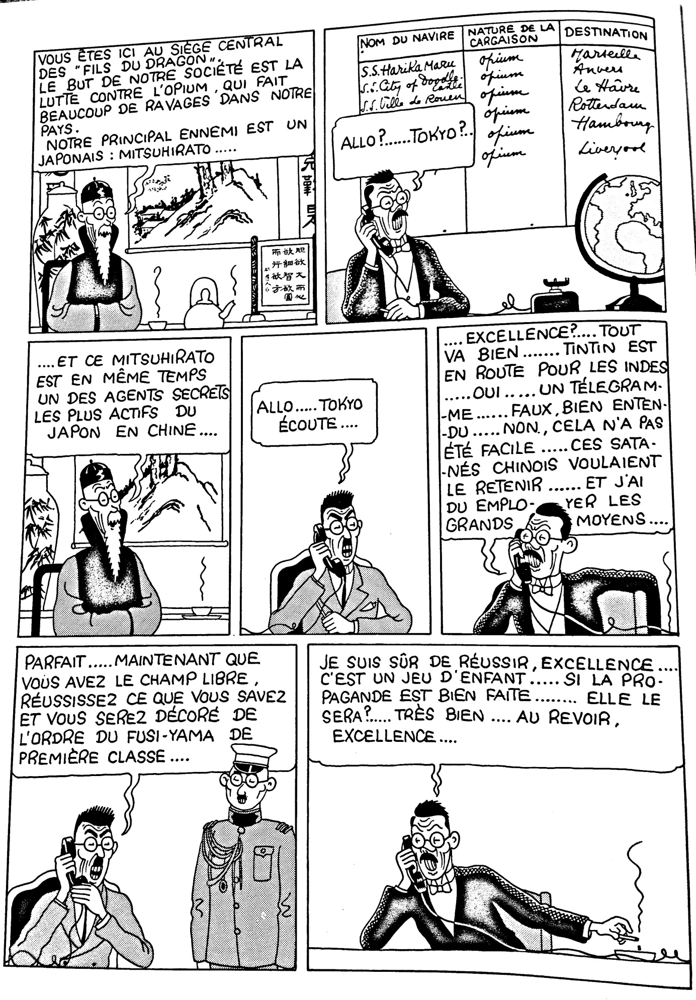 VOUS ÊTES ICI AU SIÈGE CENTRAL
DES "FILS DU DRAGON".
LE BUT DE NOTRE SOCIÉTÉ EST LA
LUTTE CONTRE L'OPIUM, QUI FAIT
BEAUCOUP DE RAVAGES DANS NOTRE
PAYS.
NOTRE PRINCIPAL ENNEMI EST UN
JAPONAIS : MITSUHIRATO .....
胆欲大而心
欲細智欲圓
而行欲方
NOM DU NAVIRE
NATURE DE LA
CARGAISON
DESTINATION
S.S. Harika Maru opium Marseille
S.S. City of Doodle-
castle opium Anvers
S.S. Ville de Rouen opium Le Hâvre
opium Rotterdam
opium Hambourg
opium Liverpool
ALLO?......TOKYO?..
....ET CE MITSUHIRATO
EST EN MÊME TEMPS
UN DES AGENTS SECRETS
LES PLUS ACTIFS DU
JAPON EN CHINE....
ALLO.....TOKYO
ÉCOUTE....
....EXCELLENCE?.....TOUT
VA BIEN.......TINTIN EST
EN ROUTE POUR LES INDES
.....OUI......UN TÉLEGRAM-
-ME......FAUX, BIEN ENTEN-
-DU.....NON., CELA N'A PAS
ÉTÉ FACILE.....CES SATA-
-NÉS CHINOIS VOULAIENT
LE RETENIR......ET J'AI
DU EMPLO-YER LES
GRANDS MOYENS....
PARFAIT.....MAINTENANT QUE
VOUS AVEZ LE CHAMP LIBRE,
RÉUSSISSEZ CE QUE VOUS SAVEZ
ET VOUS SEREZ DÉCORÉ DE
L'ORDRE DU FUSI-YAMA DE
PREMIÈRE CLASSE....
JE SUIS SÛR DE RÉUSSIR, EXCELLENCE....
C'EST UN JEU D'ENFANT.....SI LA PRO-
PAGANDE EST BIEN FAITE........ELLE LE
SERA?.....TRÈS BIEN....AU REVOIR,
EXCELLENCE....